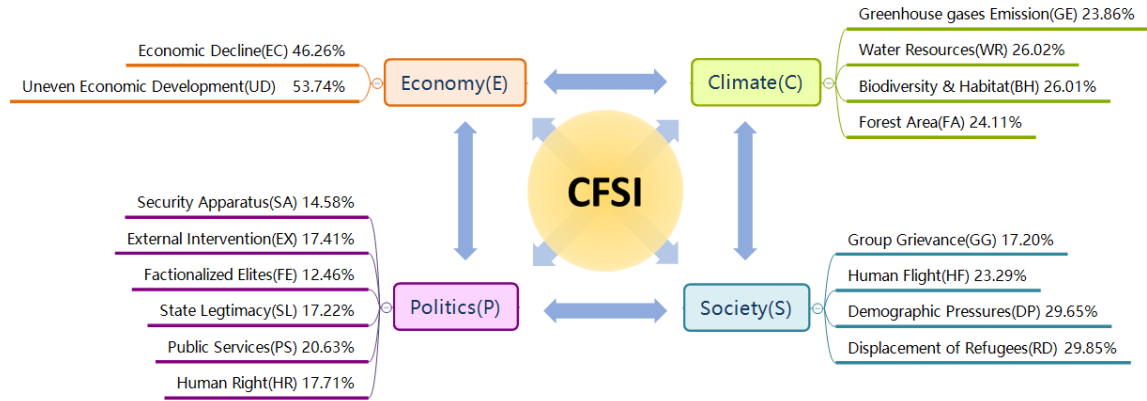 Economic Decline(EC) 46.26%
Uneven Economic Development(UD) 53.74%
Economy(E)
Climate(C)
Greenhouse gases Emission(GE) 23.86%
Water Resources(WR) 26.02%
Biodiversity & Habitat(BH) 26.01%
Forest Area(FA) 24.11%
CFSI
Security Apparatus(SA) 14.58%
External Intervention(EX) 17.41%
Factionalized Elites(FE) 12.46%
State Legtimacy(SL) 17.22%
Public Services(PS) 20.63%
Human Right(HR) 17.71%
Politics(P)
Society(S)
Group Grievance(GG) 17.20%
Human Flight(HF) 23.29%
Demographic Pressures(DP) 29.65%
Displacement of Refugees(RD) 29.85%